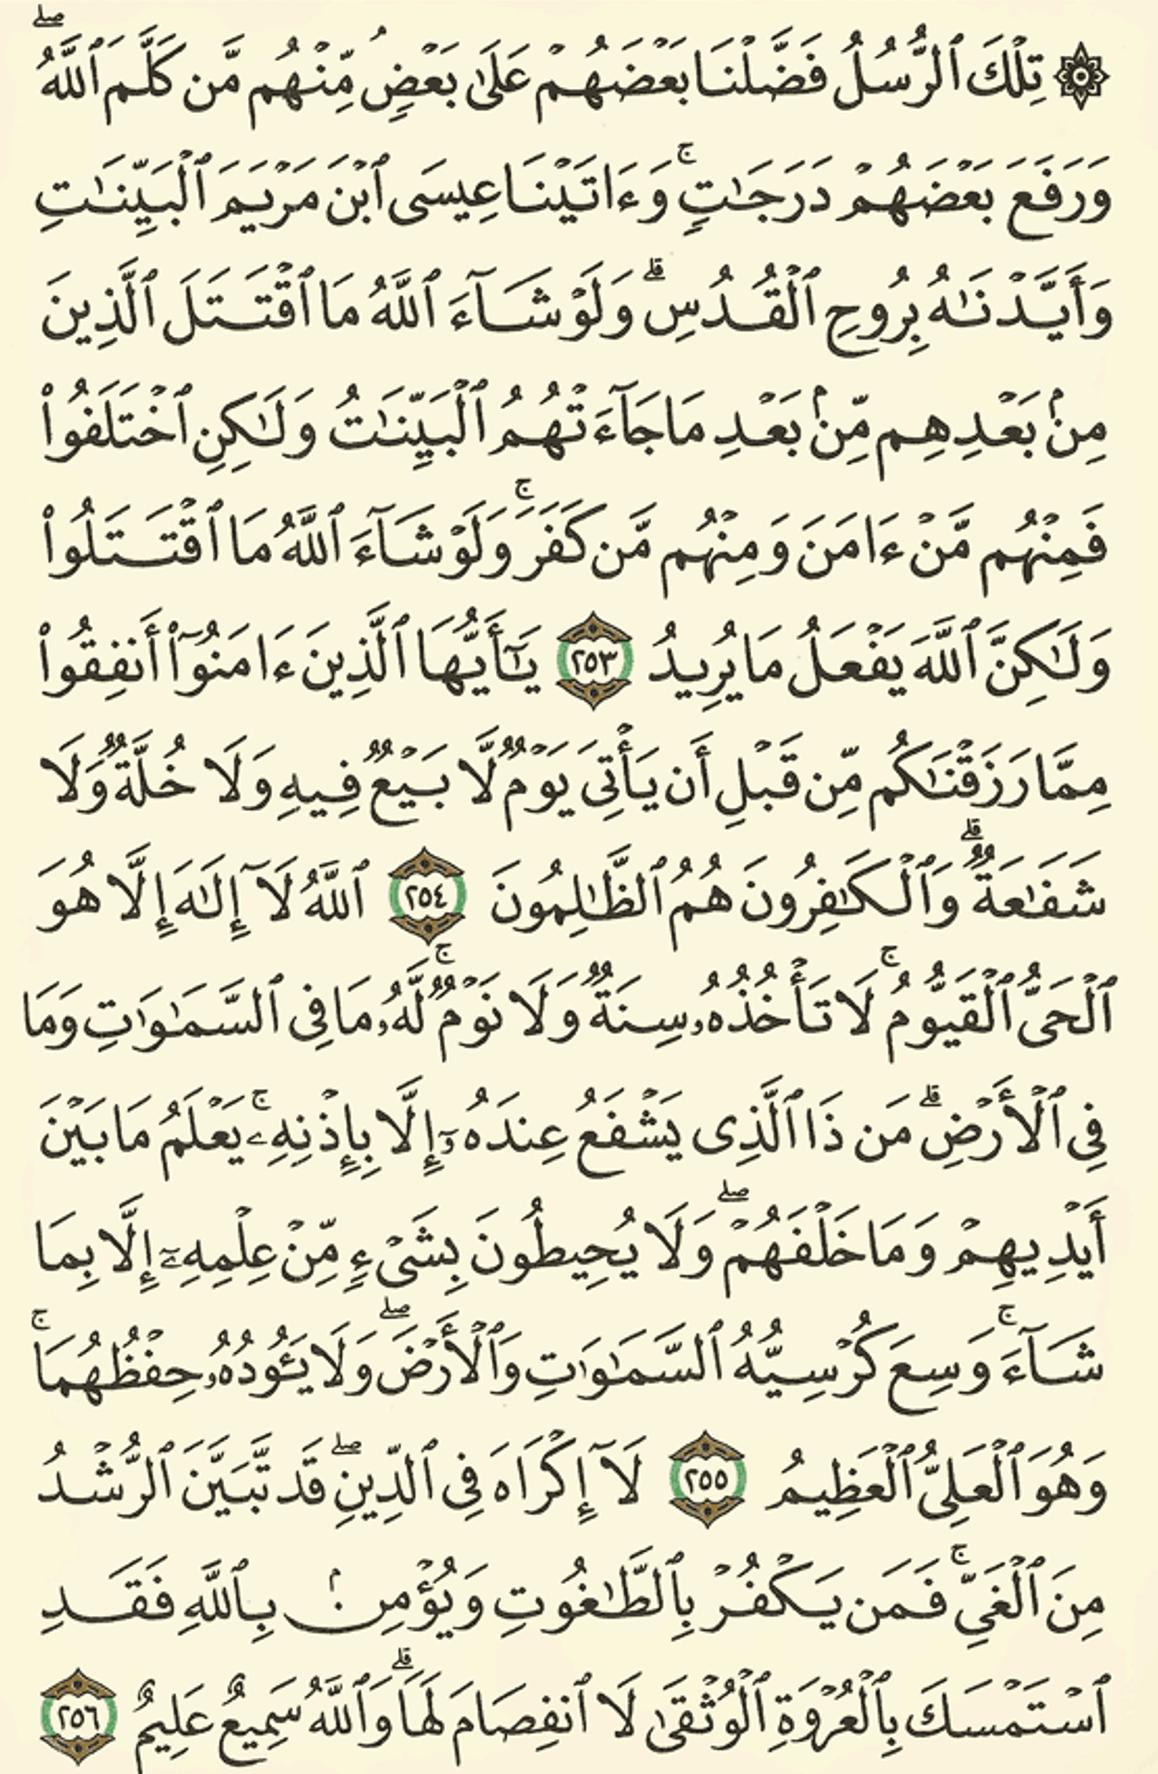 ۞ تِلْكَ ٱلرُّسُلُ فَضَّلْنَا بَعْضَهُمْ عَلَىٰ بَعْضٍۘ مِّنْهُم مَّن كَلَّمَ ٱللَّهُۖ
وَرَفَعَ بَعْضَهُمْ دَرَجَٰتٍۚ وَءَاتَيْنَا عِيسَى ٱبْنَ مَرْيَمَ ٱلْبَيِّنَٰتِ
وَأَيَّدْنَٰهُ بِرُوحِ ٱلْقُدُسِۗ وَلَوْ شَآءَ ٱللَّهُ مَا ٱقْتَتَلَ ٱلَّذِينَ
مِنۢ بَعْدِهِم مِّنۢ بَعْدِ مَا جَآءَتْهُمُ ٱلْبَيِّنَٰتُ وَلَٰكِنِ ٱخْتَلَفُوا۟
فَمِنْهُم مَّنْ ءَامَنَ وَمِنْهُم مَّن كَفَرَۚ وَلَوْ شَآءَ ٱللَّهُ مَا ٱقْتَتَلُوا۟
وَلَٰكِنَّ ٱللَّهَ يَفْعَلُ مَا يُرِيدُ ٢٥٣ يَٰٓأَيُّهَا ٱلَّذِينَ ءَامَنُوٓا۟ أَنفِقُوا۟
مِمَّا رَزَقْنَٰكُم مِّن قَبْلِ أَن يَأْتِىَ يَوْمٌ لَّا بَيْعٌ فِيهِ وَلَا خُلَّةٌ وَلَا
شَفَٰعَةٌۗ وَٱلْكَٰفِرُونَ هُمُ ٱلظَّٰلِمُونَ ٢٥٤ ٱللَّهُ لَآ إِلَٰهَ إِلَّا هُوَ
ٱلْحَىُّ ٱلْقَيُّومُۚ لَا تَأْخُذُهُۥ سِنَةٌ وَلَا نَوْمٌۚ لَّهُۥ مَا فِى ٱلسَّمَٰوَٰتِ وَمَا
فِى ٱلْأَرْضِۗ مَن ذَا ٱلَّذِى يَشْفَعُ عِندَهُۥٓ إِلَّا بِإِذْنِهِۦۚ يَعْلَمُ مَا بَيْنَ
أَيْدِيهِمْ وَمَا خَلْفَهُمْۖ وَلَا يُحِيطُونَ بِشَىْءٍ مِّنْ عِلْمِهِۦٓ إِلَّا بِمَا
شَآءَۚ وَسِعَ كُرْسِيُّهُ ٱلسَّمَٰوَٰتِ وَٱلْأَرْضَۖ وَلَا يَـُٔودُهُۥ حِفْظُهُمَاۚ
وَهُوَ ٱلْعَلِىُّ ٱلْعَظِيمُ ٢٥٥ لَآ إِكْرَاهَ فِى ٱلدِّينِۖ قَد تَّبَيَّنَ ٱلرُّشْدُ
مِنَ ٱلْغَىِّۚ فَمَن يَكْفُرْ بِٱلطَّٰغُوتِ وَيُؤْمِنۢ بِٱللَّهِ فَقَدِ
ٱسْتَمْسَكَ بِٱلْعُرْوَةِ ٱلْوُثْقَىٰ لَا ٱنفِصَامَ لَهَاۗ وَٱللَّهُ سَمِيعٌ عَلِيمٌ ٢٥٦